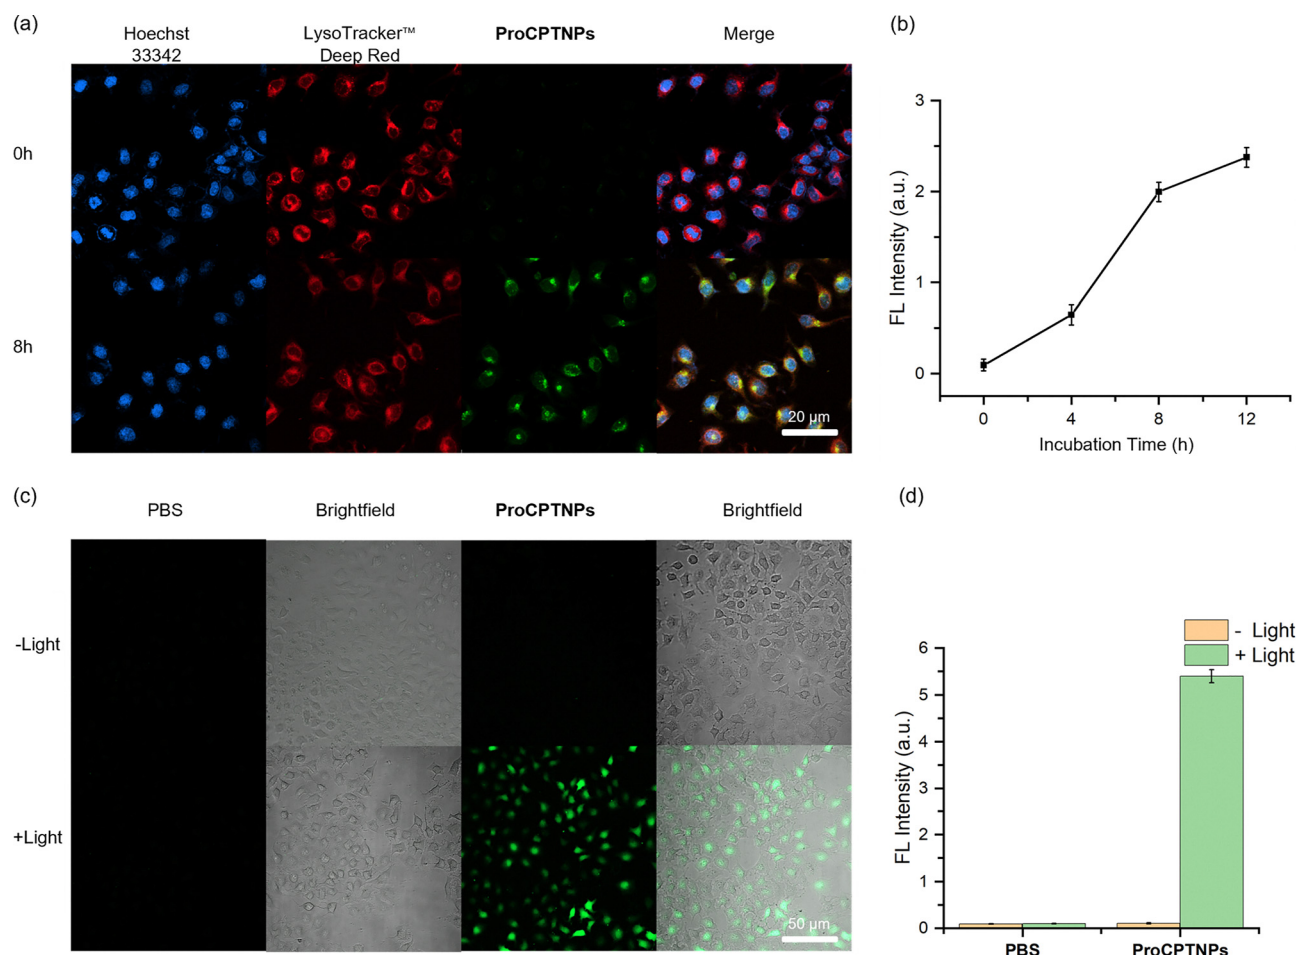 (a)
Hoechst
33342
LysoTracker™
Deep Red
ProCPTNPs
Merge
0h
8h
20 μm
(b)
3
2
1
0
FL Intensity (a.u.)
0
4
8
12
Incubation Time (h)
(c)
PBS
Brightfield
ProCPTNPs
Brightfield
-Light
+Light
50 μm
(d)
- Light
+ Light
6
5
4
3
2
1
0
FL Intensity (a.u.)
PBS
ProCPTNPs